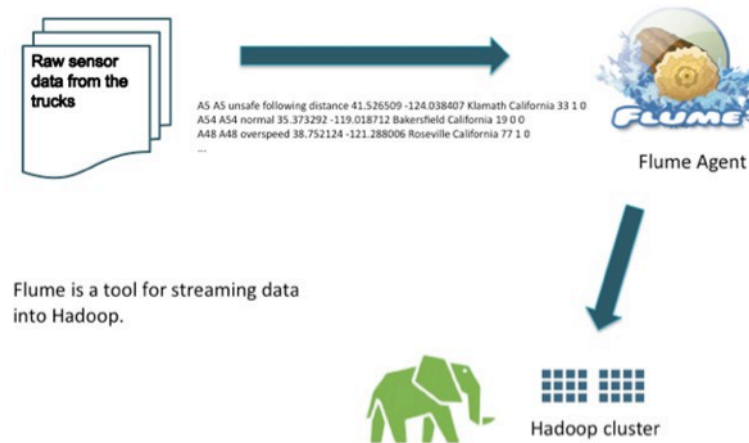 Raw sensor
data from the
trucks
A5 A5 unsafe following distance 41.526509 -124.038407 Klamath California 33 1 0
A54 A54 normal 35.373292 -119.018712 Bakersfield California 19 0 0
A48 A48 overspeed 38.752124 -121.288006 Roseville California 77 1 0
...
FLUME
Flume Agent
Flume is a tool for streaming data
into Hadoop.
Hadoop cluster